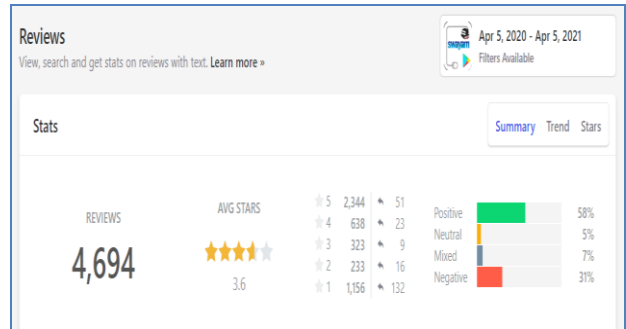 Reviews
View, search and get stats on reviews with text. Learn more »
swayam
Apr 5, 2020 - Apr 5, 2021
Filters Available
Stats
Summary Trend Stars
REVIEWS
4,694
AVG STARS
3.6
5 2,344 51
4 638 23
3 323 9
2 233 16
1 1,156 132
Positive 58%
Neutral 5%
Mixed 7%
Negative 31%